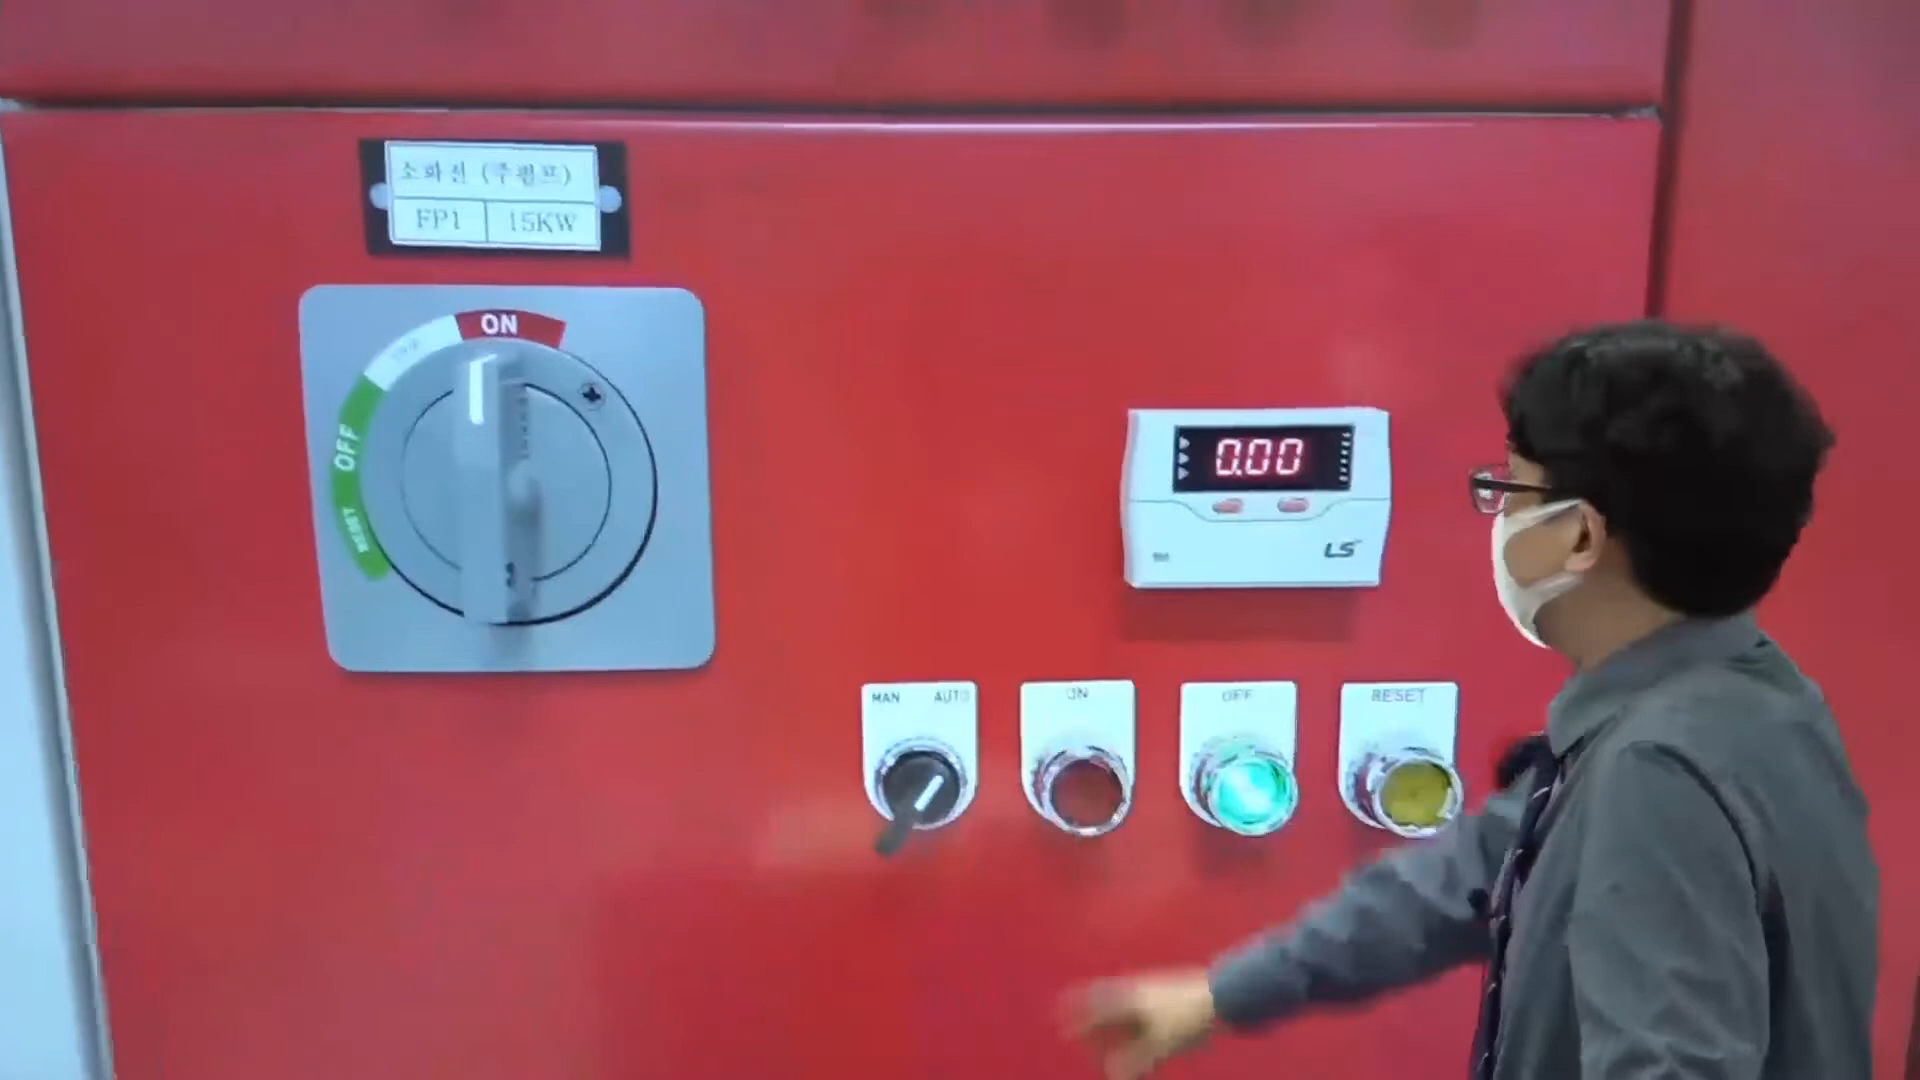 소화전 (주펌프)
FP1 15KW
ON
OFF
RESET
0.00
LS
MAN AUTO
ON
OFF
RESET